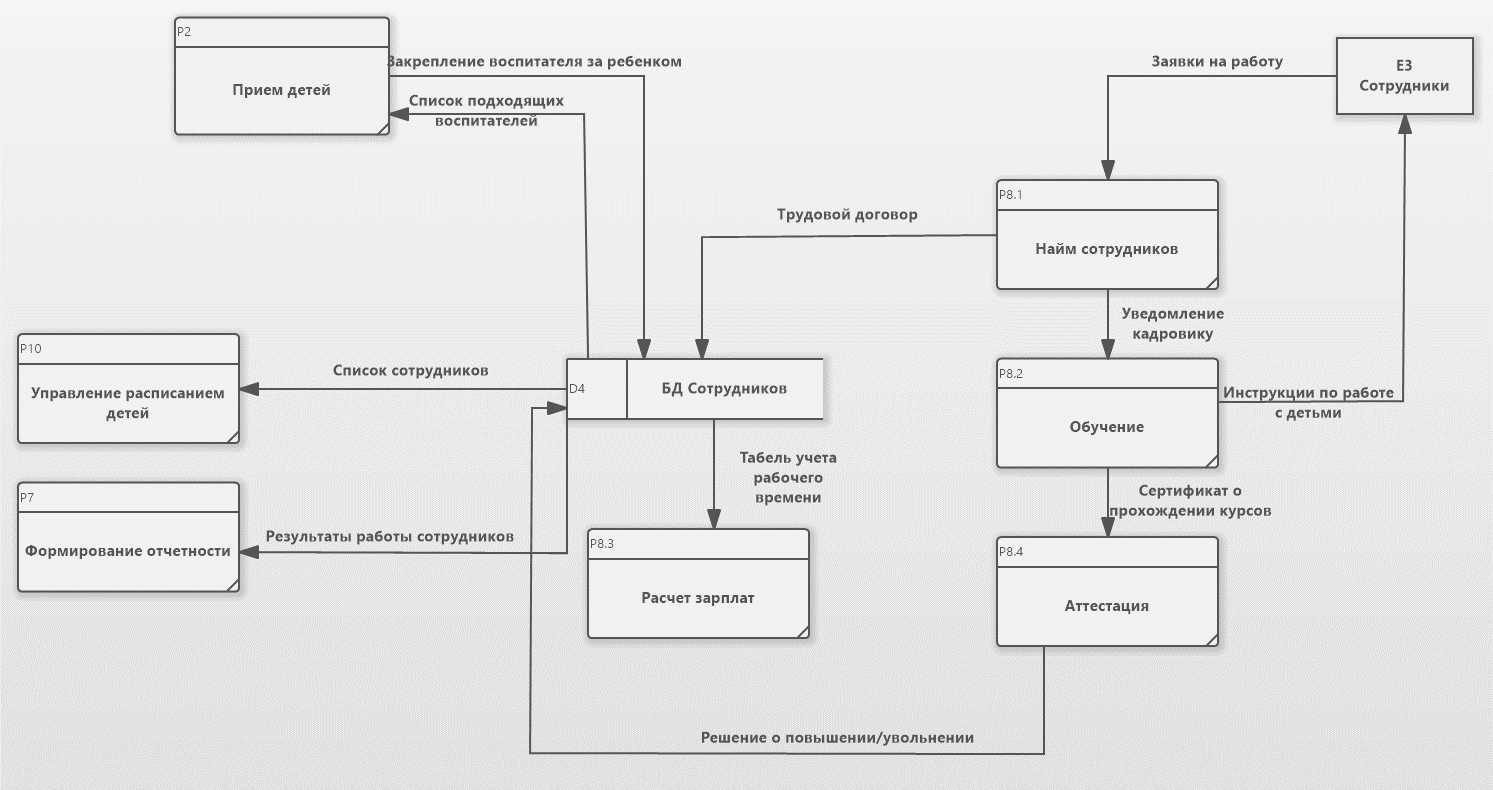 P2
Прием детей
Закрепление воспитателя за ребенком
Список подходящих
воспитателей
Заявки на работу
E3
Сотрудники
P8.1
Найм сотрудников
Трудовой договор
Уведомление
кадровику
P10
Управление расписанием
детей
Список сотрудников
D4
БД Сотрудников
P8.2
Обучение
Инструкции по работе
с детьми
Табель учета
рабочего
времени
Сертификат о
прохождении курсов
P7
Формирование отчетности
Результаты работы сотрудников
P8.3
Расчет зарплат
P8.4
Аттестация
Решение о повышении/увольнении